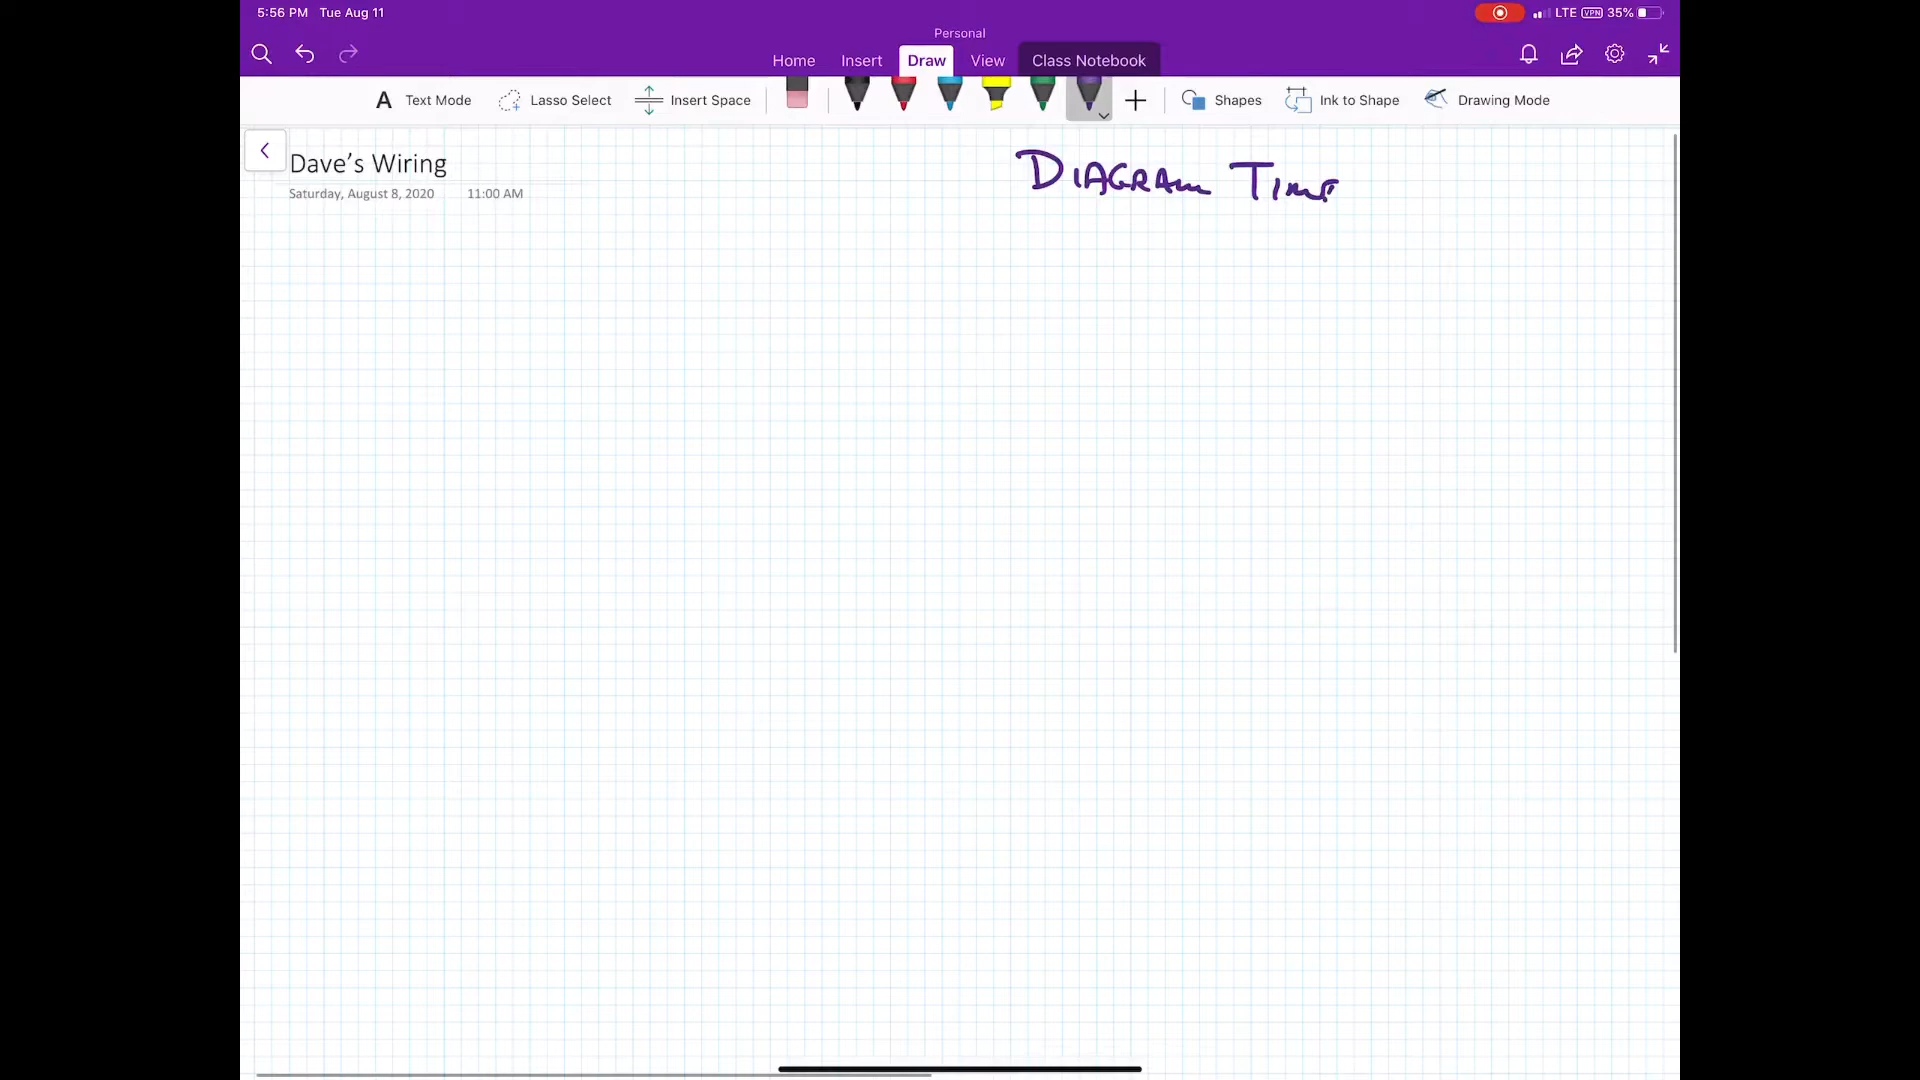 5:56 PM Tue Aug 11
LTE VPN 35%
Personal
Home Insert Draw View Class Notebook
A Text Mode Lasso Select Insert Space Shapes Ink to Shape Drawing Mode
Dave’s Wiring
DIAGRAM TIME
Saturday, August 8, 2020 11:00 AM